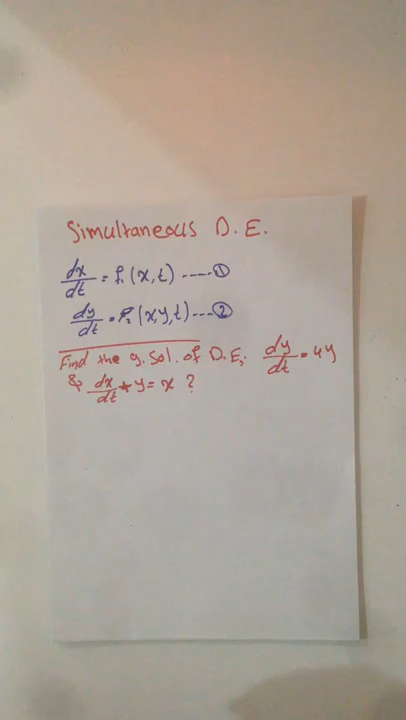 Simultaneous D.E.
dx/dt = f₁(x,t) ----①
dy/dt = f₂(x,y,t)---②
Find the g. Sol. of D.E,. dy/dt = 4y
& dx/dt + y = x ?